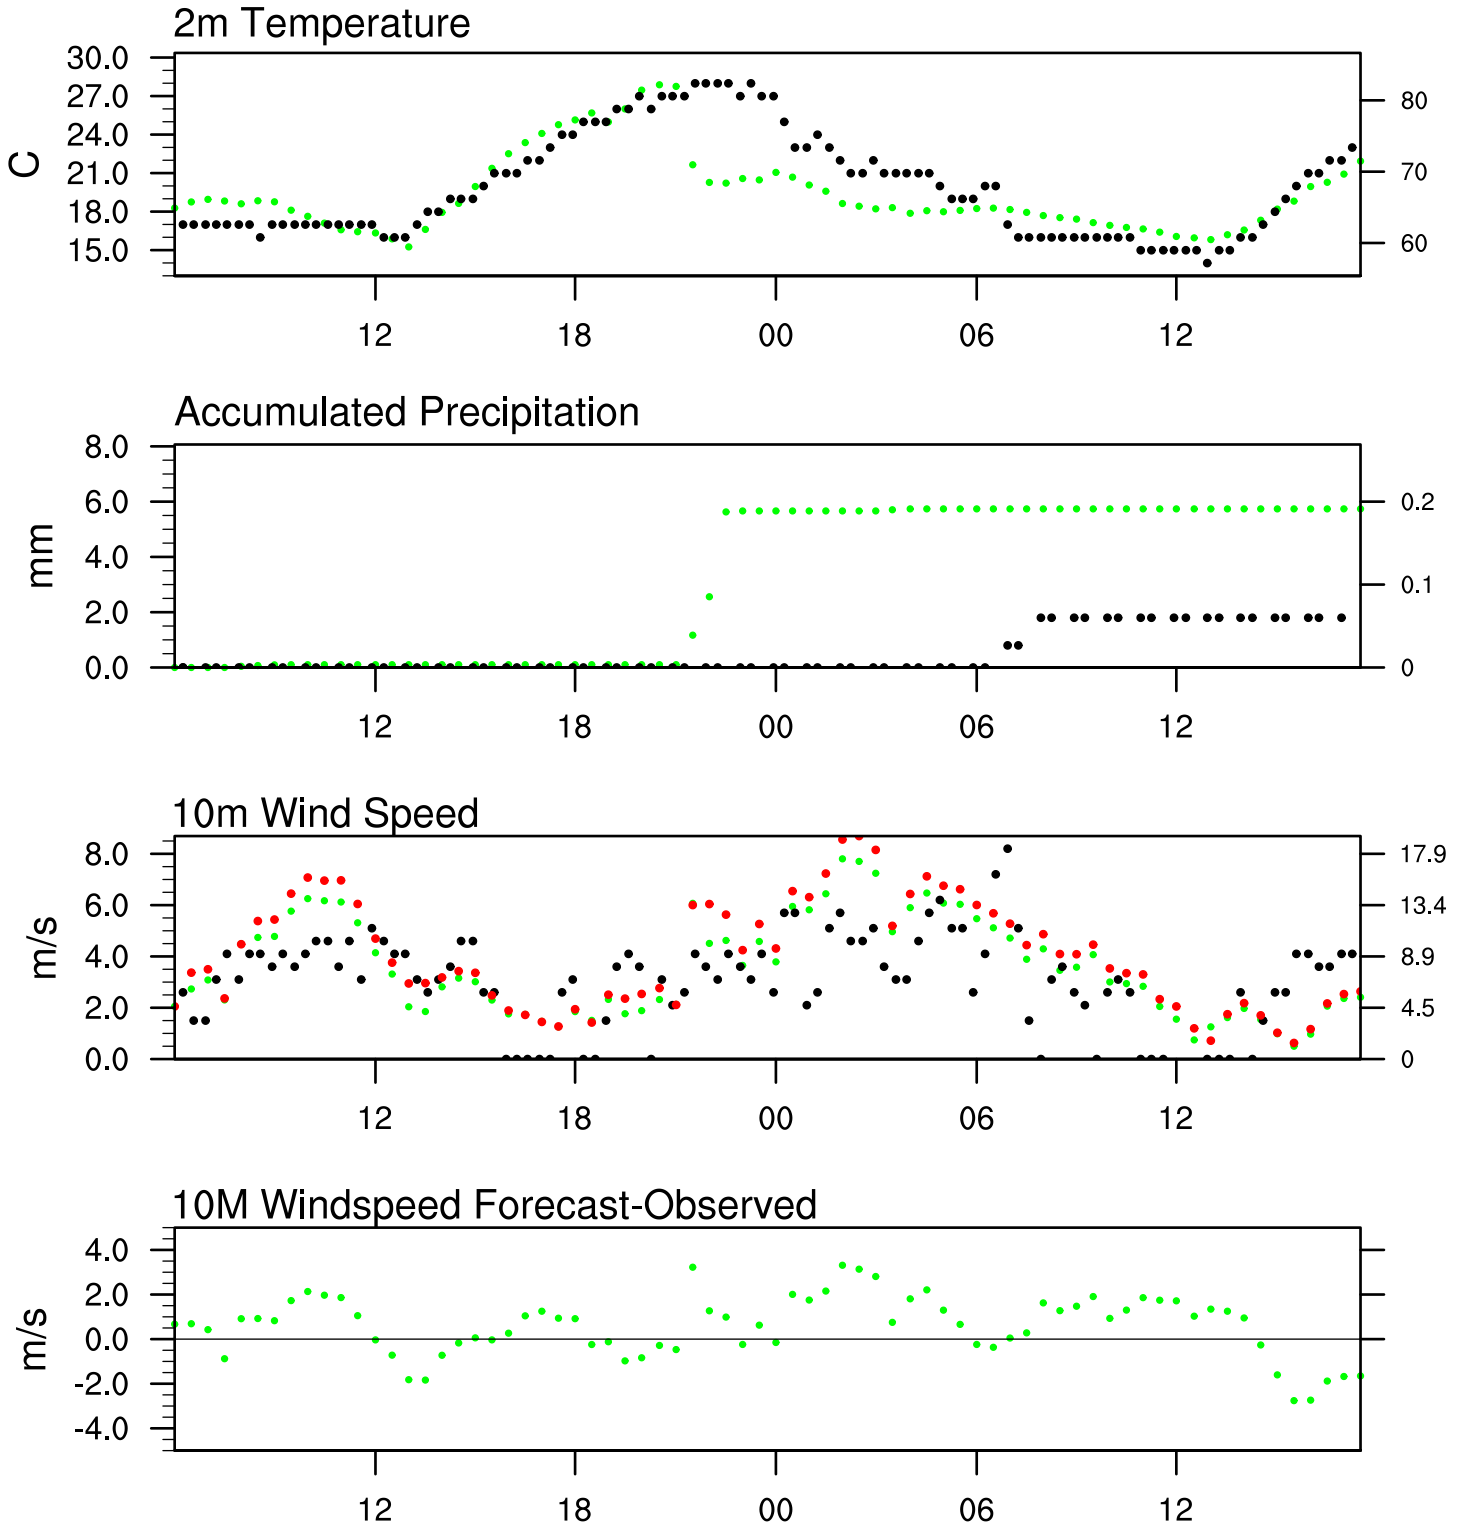 2m Temperature
30.0
27.0
24.0
21.0
18.0
15.0
C
80
70
60
12 18 00 06 12
Accumulated Precipitation
8.0
6.0
4.0
2.0
0.0
mm
0.2
0.1
0
12 18 00 06 12
10m Wind Speed
8.0
6.0
4.0
2.0
0.0
m/s
17.9
13.4
8.9
4.5
0
12 18 00 06 12
10M Windspeed Forecast-Observed
4.0
2.0
0.0
-2.0
-4.0
m/s
12 18 00 06 12